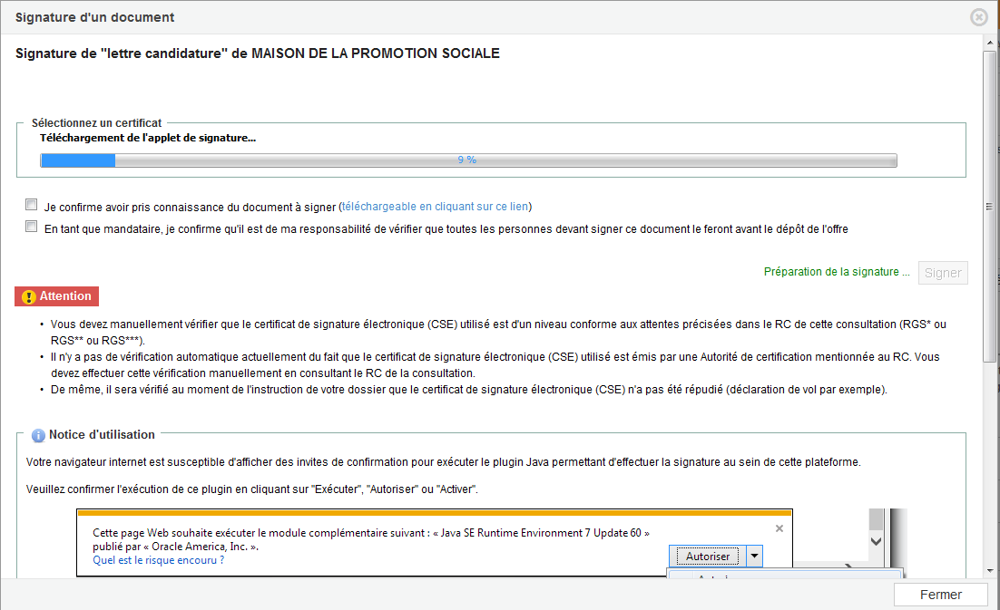 Signature d'un document
Signature de "lettre candidature" de MAISON DE LA PROMOTION SOCIALE
Sélectionnez un certificat
Téléchargement de l'applet de signature...
9 %
Je confirme avoir pris connaissance du document à signer (téléchargeable en cliquant sur ce lien)
En tant que mandataire, je confirme qu'il est de ma responsabilité de vérifier que toutes les personnes devant signer ce document le feront avant le dépôt de l'offre
Préparation de la signature ...
Signer
Attention
• Vous devez manuellement vérifier que le certificat de signature électronique (CSE) utilisé est d'un niveau conforme aux attentes précisées dans le RC de cette consultation (RGS* ou
RGS** ou RGS***).
• Il n'y a pas de vérification automatique actuellement du fait que le certificat de signature électronique (CSE) utilisé est émis par une Autorité de certification mentionnée au RC. Vous
devez effectuer cette vérification manuellement en consultant le RC de la consultation.
• De même, il sera vérifié au moment de l'instruction de votre dossier que le certificat de signature électronique (CSE) n'a pas été répudié (déclaration de vol par exemple).
Notice d'utilisation
Votre navigateur internet est susceptible d'afficher des invites de confirmation pour exécuter le plugin Java permettant d'effectuer la signature au sein de cette plateforme.
Veuillez confirmer l'exécution de ce plugin en cliquant sur "Exécuter", "Autoriser" ou "Activer".
Cette page Web souhaite exécuter le module complémentaire suivant : « Java SE Runtime Environment 7 Update 60 »
publié par « Oracle America, Inc. ».
Quel est le risque encouru ?
Autoriser
Fermer